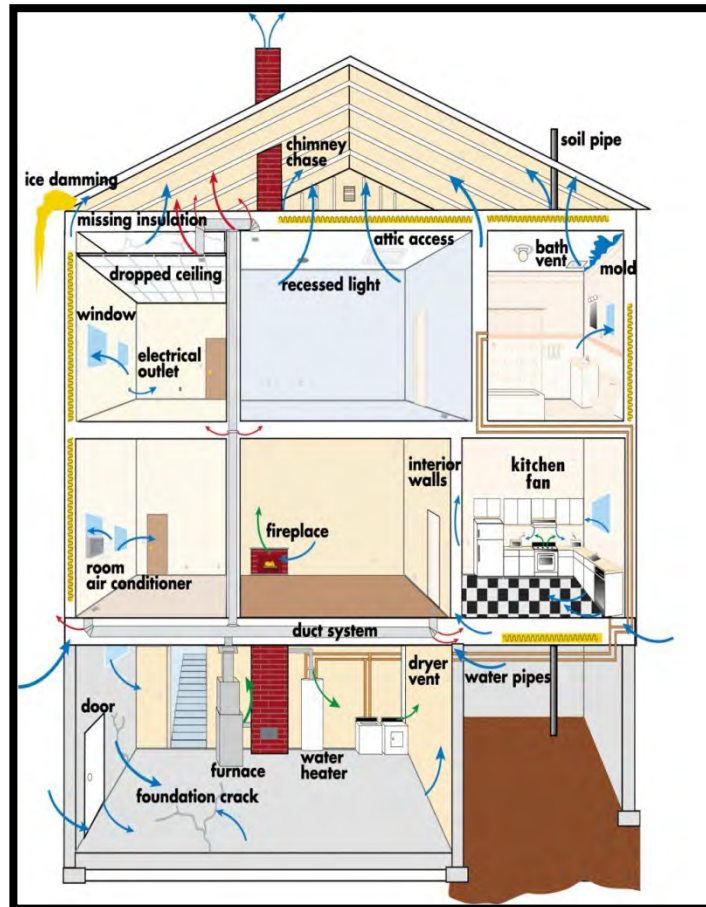 chimney
chase
soil pipe
ice damming
missing insulation
attic access
bath
vent
mold
dropped ceiling
recessed light
window
electrical
outlet
interior
walls
kitchen
fan
fireplace
room
air conditioner
duct system
dryer
vent
water pipes
door
furnace
water
heater
foundation crack